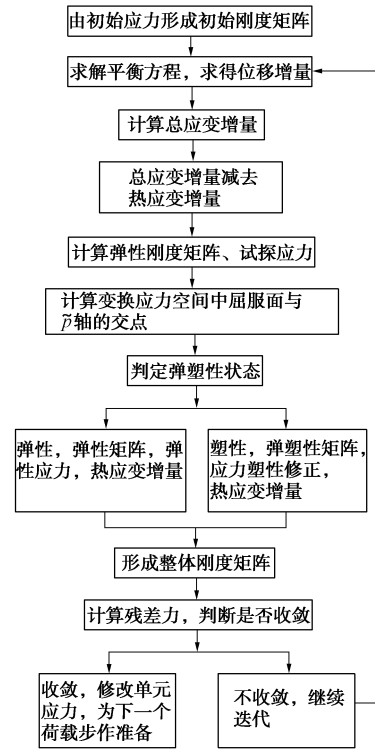 由初始应力形成初始刚度矩阵
求解平衡方程，求得位移增量
计算总应变增量
总应变增量减去
热应变增量
计算弹性刚度矩阵、试探应力
计算变换应力空间中屈服面与
p̃轴的交点
判定弹塑性状态
弹性，弹性矩阵，弹
性应力，热应变增量
塑性，弹塑性矩阵，
应力塑性修正，
热应变增量
形成整体刚度矩阵
计算残差力，判断是否收敛
收敛，修改单元
应力，为下一个
荷载步作准备
不收敛，继续
迭代